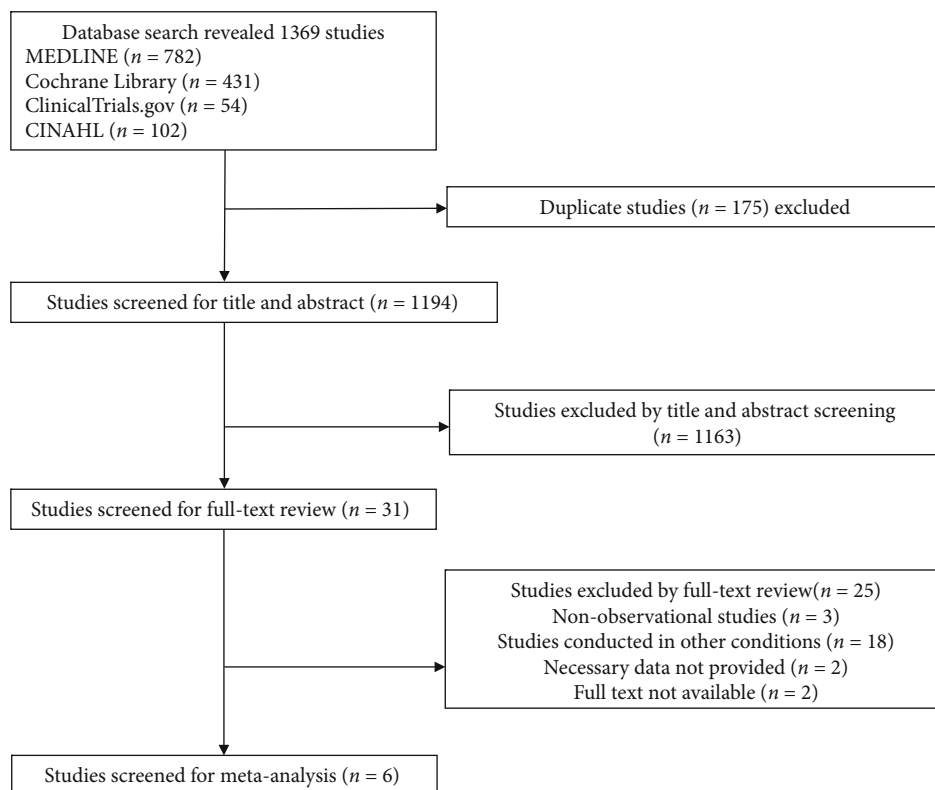 Database search revealed 1369 studies
MEDLINE (n = 782)
Cochrane Library (n = 431)
ClinicalTrials.gov (n = 54)
CINAHL (n = 102)
Duplicate studies (n = 175) excluded
Studies screened for title and abstract (n = 1194)
Studies excluded by title and abstract screening
(n = 1163)
Studies screened for full-text review (n = 31)
Studies excluded by full-text review(n = 25)
Non-observational studies (n = 3)
Studies conducted in other conditions (n = 18)
Necessary data not provided (n = 2)
Full text not available (n = 2)
Studies screened for meta-analysis (n = 6)